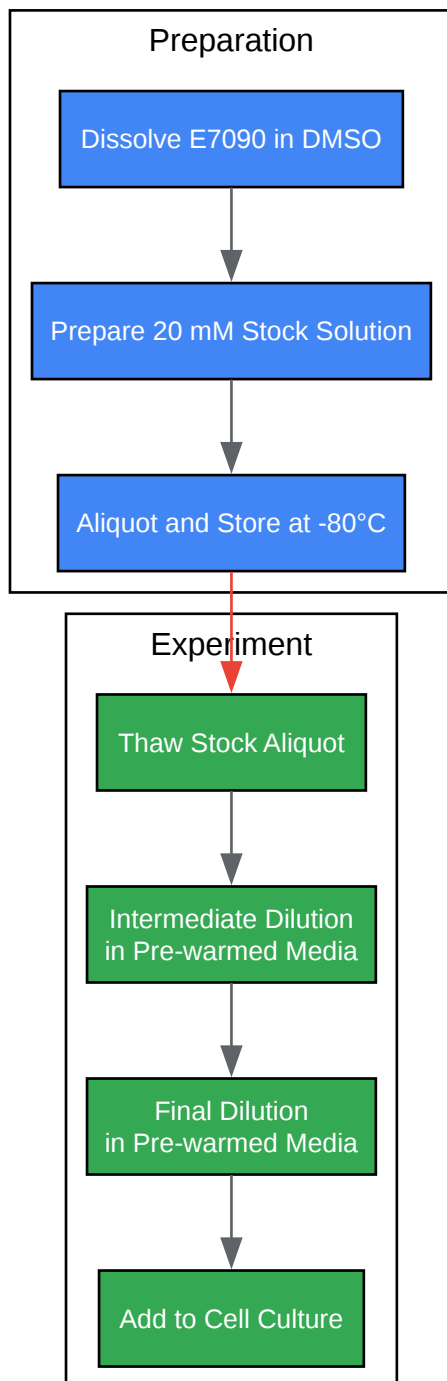 Preparation
Dissolve E7090 in DMSO
Prepare 20 mM Stock Solution
Aliquot and Store at -80°C
Experiment
Thaw Stock Aliquot
Intermediate Dilution
in Pre-warmed Media
Final Dilution
in Pre-warmed Media
Add to Cell Culture